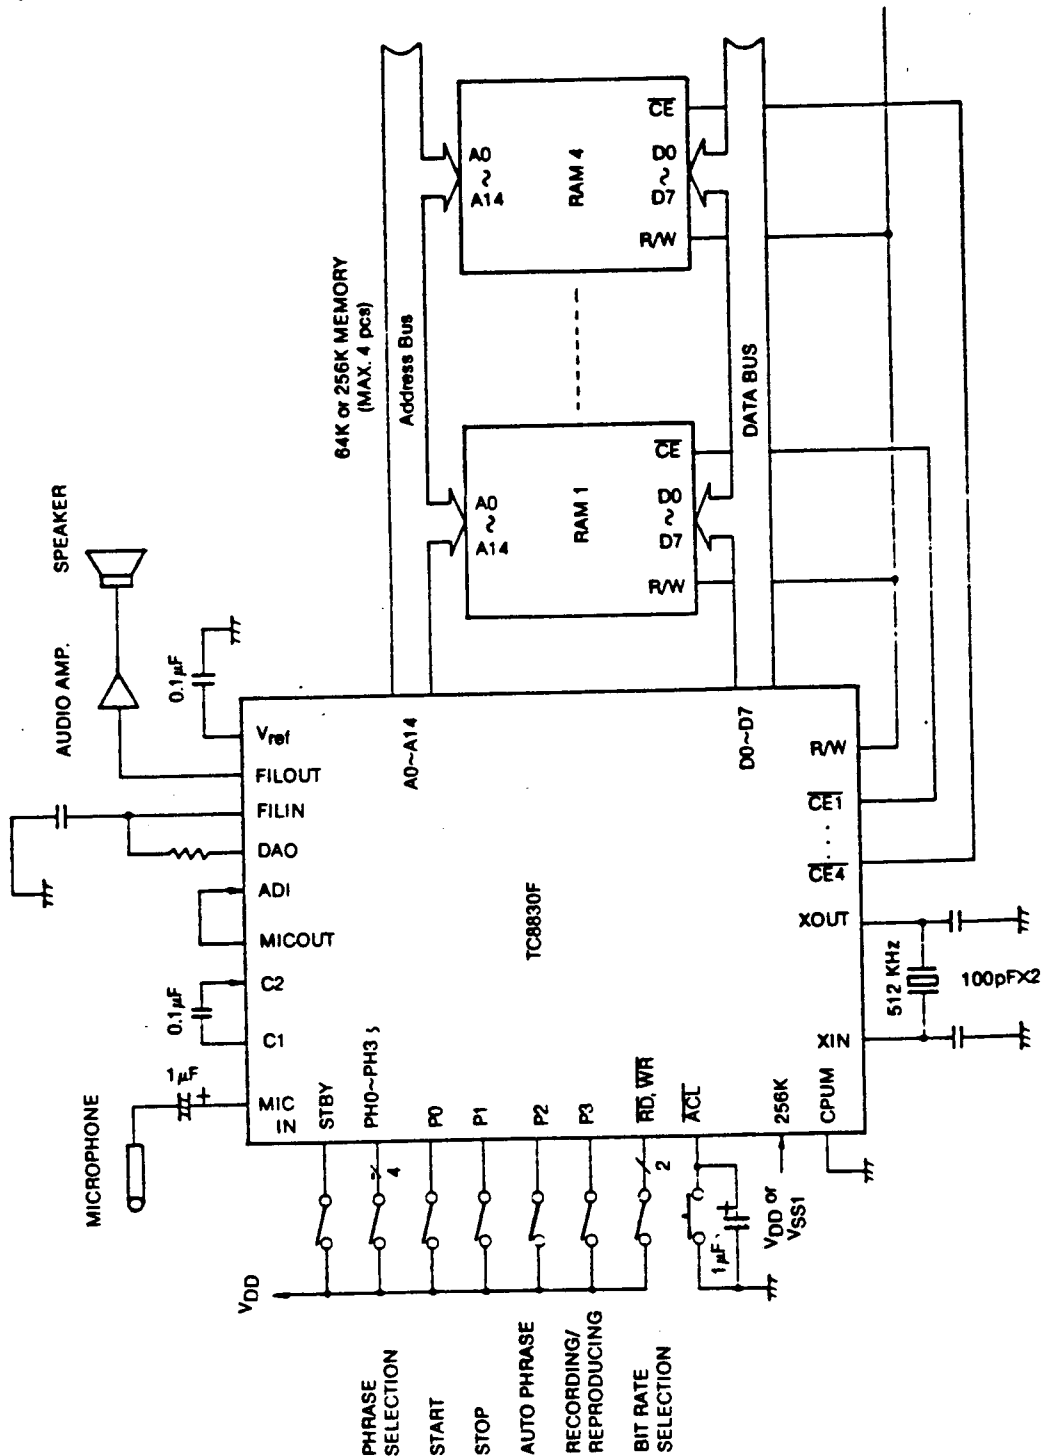 MICROPHONE
1μF
+
0.1μF
AUDIO AMP.
SPEAKER
0.1μF
64K or 256K MEMORY
(MAX. 4 pcs)
Address Bus
MIC
IN
C1
C2
MICOUT
ADI
DAO
FILIN
FILOUT
Vref
A0~A14
D0~D7
TC8830F
STBY
PH0~PH3
P0
P1
P2
P3
RD, WR
ACL
256K
CPUM
XIN
XOUT
CE4
....
CE1
R/W
A0
~
A14
RAM 1
CE
D0
~
D7
R/W
A0
~
A14
RAM 4
CE
D0
~
D7
R/W
DATA BUS
VDD
4
2
PHRASE
SELECTION
START
STOP
AUTO PHRASE
RECORDING/
REPRODUCING
BIT RATE
SELECTION
1μF
+
VDD or
VSS1
512 KHz
100pFX2